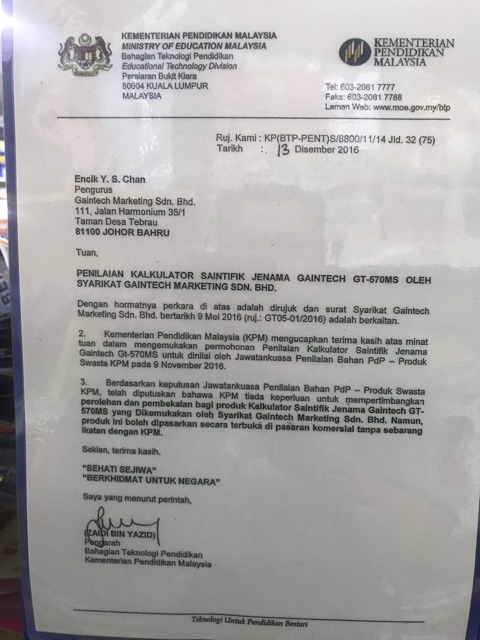 KEMENTERIAN PENDIDIKAN MALAYSIA
MINISTRY OF EDUCATION MALAYSIA
Bahagian Teknologi Pendidikan
Educational Technology Division
Persiaran Bukit Kiara
50604 KUALA LUMPUR
MALAYSIA
KEMENTERIAN
PENDIDIKAN
MALAYSIA
Tel: 603-2081 7777
Faks: 603-2081 7788
Laman Web: www.moe.gov.my/btp
Ruj. Kami : KP(BTP-PENT)S/8800/11/14 Jld. 32 (75)
Tarikh : 13 Disember 2016
Encik Y. S. Chan
Pengurus
Gaintech Marketing Sdn. Bhd.
111, Jalan Harmonium 35/1
Taman Desa Tebrau
81100 JOHOR BAHRU
Tuan,
PENILAIAN KALKULATOR SAINTIFIK JENAMA GAINTECH GT-570MS OLEH
SYARIKAT GAINTECH MARKETING SDN. BHD.
Dengan hormatnya perkara di atas adalah dirujuk dan surat Syarikat Gaintech
Marketing Sdn. Bhd. bertarikh 9 Mei 2016 (ruj.: GT05-01/2016) adalah berkaitan.
2. Kementerian Pendidikan Malaysia (KPM) mengucapkan terima kasih atas minat
tuan dalam mengemukakan permohonan Penilaian Kalkulator Saintifik Jenama
Gaintech Gt-570MS untuk dinilai oleh Jawatankuasa Penilaian Bahan PdP – Produk
Swasta KPM pada 9 November 2016.
3. Berdasarkan keputusan Jawatankuasa Penilaian Bahan PdP – Produk Swasta
KPM, telah diputuskan bahawa KPM tiada keperluan untuk mempertimbangkan
perolehan dan pembekalan bagi produk Kalkulator Saintifik Jenama Gaintech GT-
570MS yang Dikemukakan oleh Syarikat Gaintech Marketing Sdn. Bhd. Namun,
produk ini boleh dipasarkan secara terbuka di pasaran komersial tanpa sebarang
ikatan dengan KPM.
Sekian, terima kasih.
"SEHATI SEJIWA"
"BERKHIDMAT UNTUK NEGARA"
Saya yang menurut perintah,
(ZAIDI BIN YAZID)
Pengarah
Bahagian Teknologi Pendidikan
Kementerian Pendidikan Malaysia
Teknologi Untuk Pendidikan Bestari